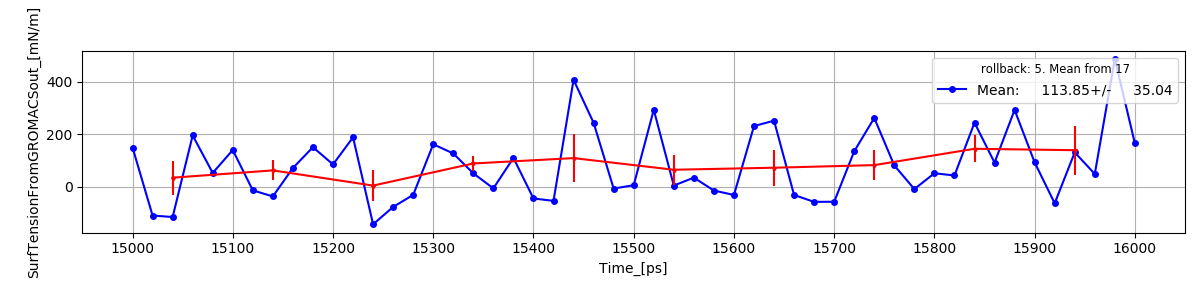 SurfTensionFromGROMACSout_[mN/m]
400
200
0
rollback: 5. Mean from 17
Mean: 113.85+/- 35.04
15000 15100 15200 15300 15400 15500 15600 15700 15800 15900 16000
Time_[ps]